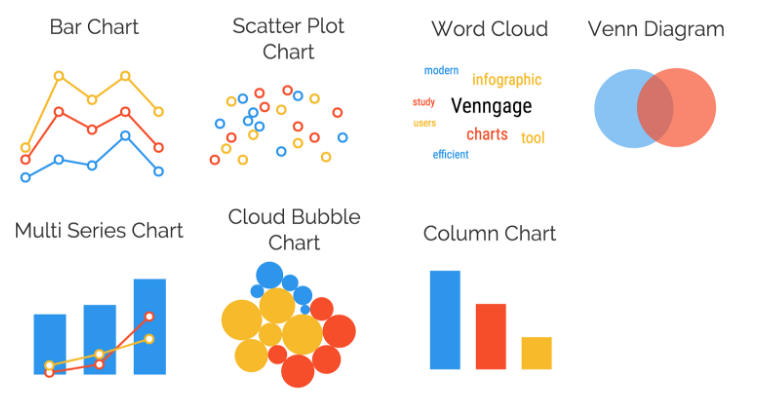 Bar Chart
Scatter Plot
Chart
Word Cloud
modern
infographic
study
Venngage
users
charts
tool
efficient
Venn Diagram
Multi Series Chart
Cloud Bubble
Chart
Column Chart